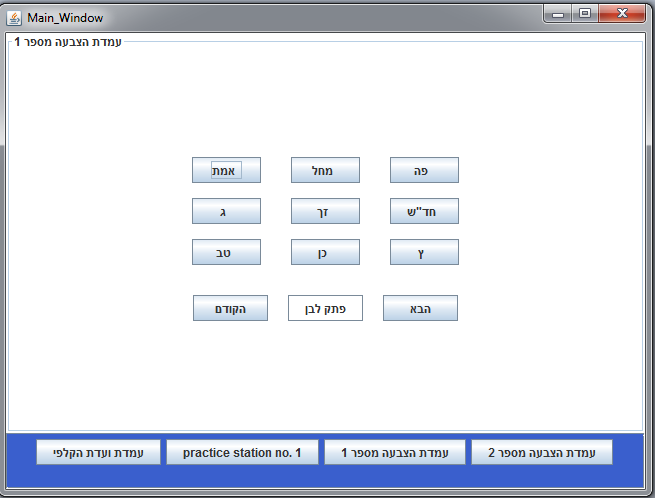 Main_Window
עמדת הצבעה מספר 1
אמת מחל פה
ג זך חד"ש
טב כן ץ
הקודם פתק לבן הבא
עמדת ועדת הקלפי practice station no. 1 עמדת הצבעה מספר 1 עמדת הצבעה מספר 2